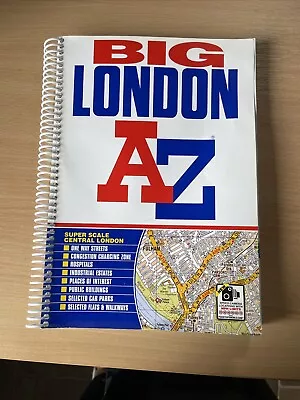 BIG
LONDON
AZ
SUPER SCALE
CENTRAL LONDON
ONE WAY STREETS
CONGESTION CHARGING ZONE
HOSPITALS
INDUSTRIAL ESTATES
PLACES OF INTEREST
PUBLIC BUILDINGS
SELECTED CAR PARKS
SELECTED FLATS & WALKWAYS
FULHAM